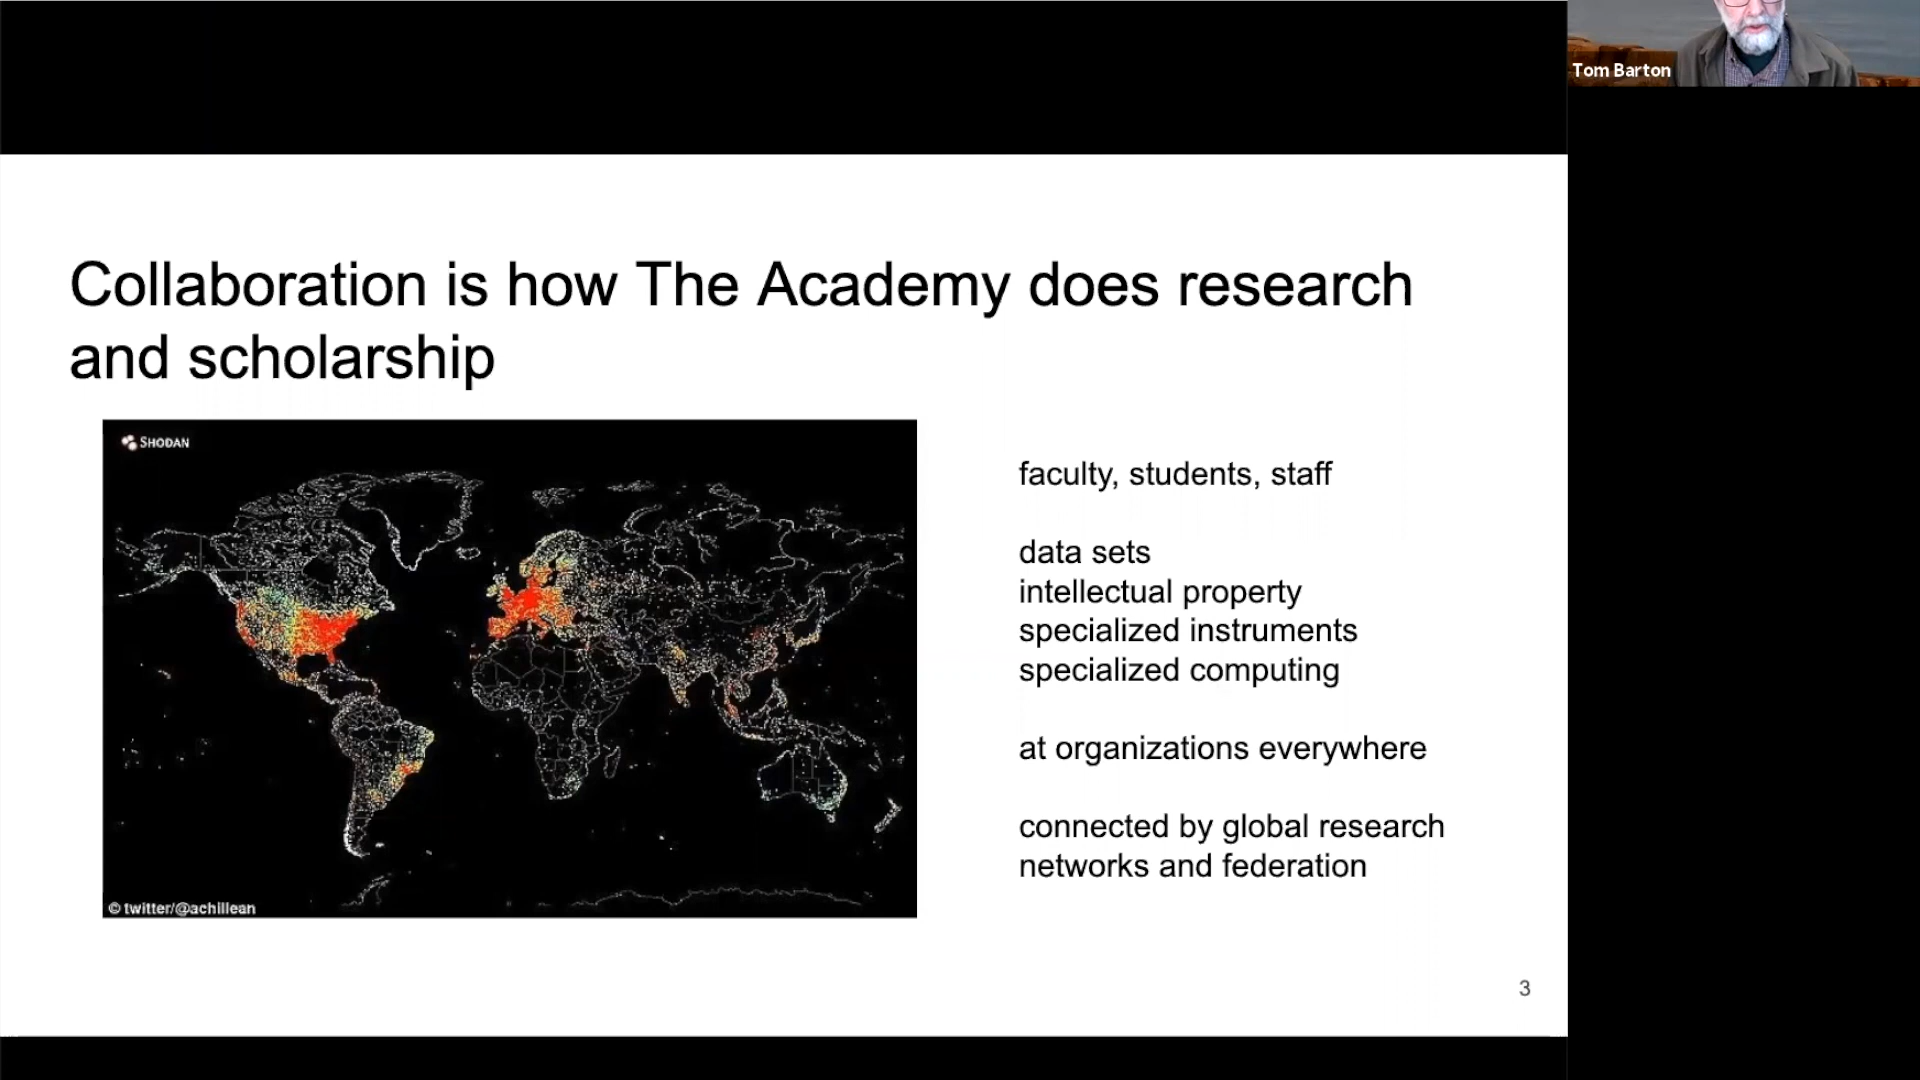 Tom Barton
Collaboration is how The Academy does research
and scholarship
SHODAN
© twitter/@achillean
faculty, students, staff
data sets
intellectual property
specialized instruments
specialized computing
at organizations everywhere
connected by global research
networks and federation
3